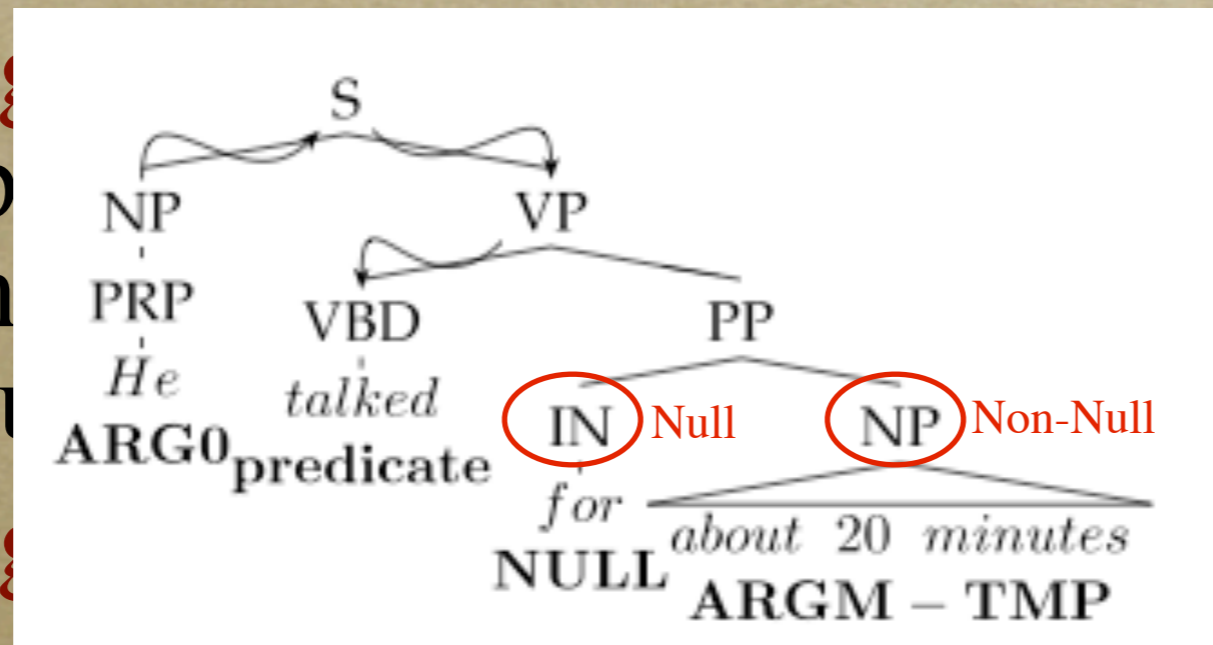 S
NP VP
PRP VBD PP
He talked IN Null NP Non-Null
ARG0 predicate for about 20 minutes
NULL ARGM – TMP